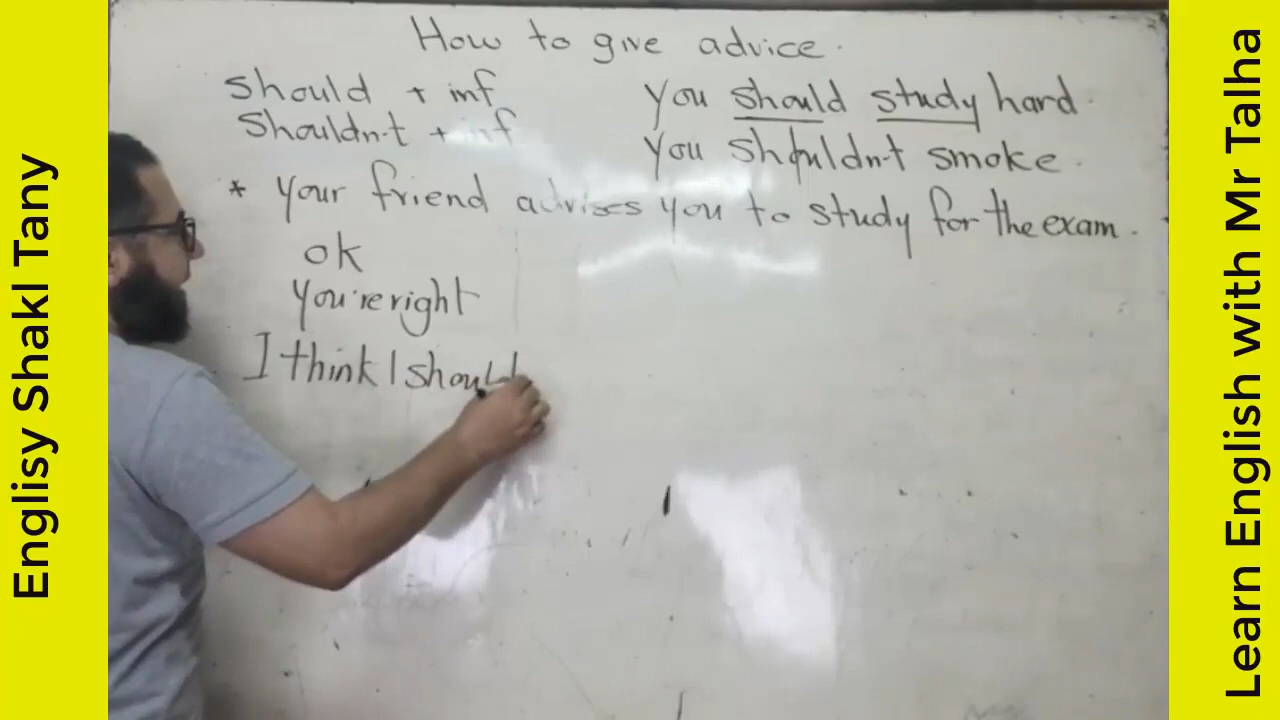 Englisy Shakl Tany
How to give advice.
should + inf
Shouldn't + inf
You should study hard.
You shouldn't smoke.
* your friend advises you to study for the exam.
ok
You're right
I think I should
Learn English with Mr Talha